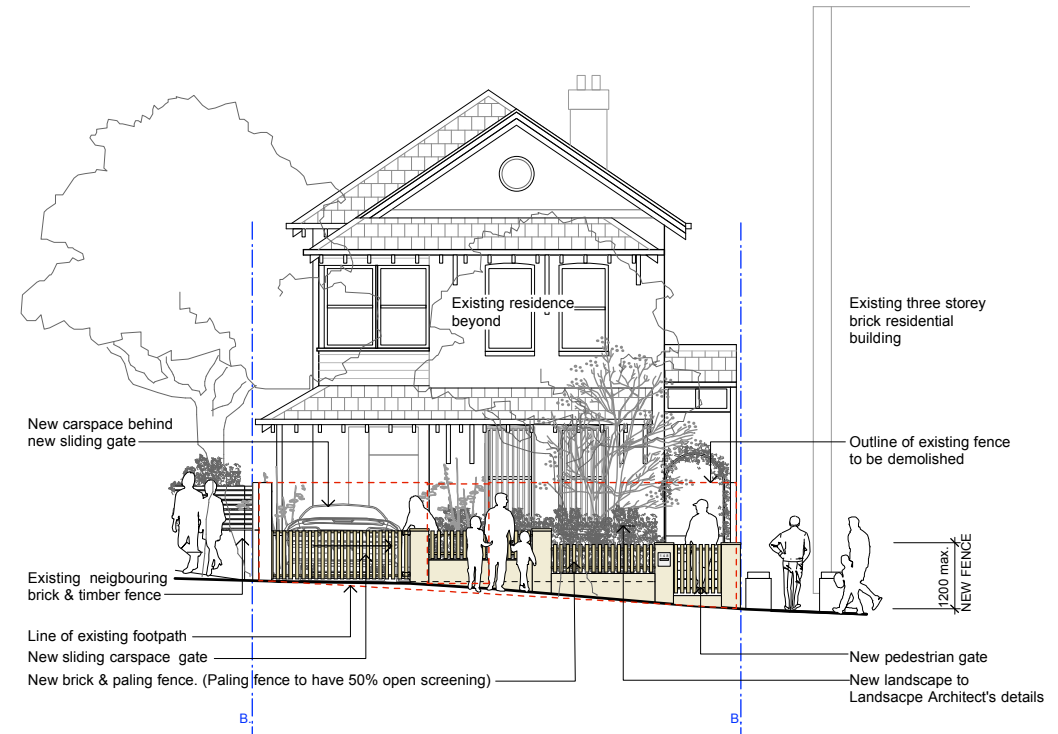 Existing residence
beyond
Existing three storey
brick residential
building
New carspace behind
new sliding gate
Outline of existing fence
to be demolished
Existing neigbouring
brick & timber fence
1200 max.
NEW FENCE
Line of existing footpath
New sliding carspace gate
New brick & paling fence. (Paling fence to have 50% open screening)
New pedestrian gate
New landscape to
Landsacpe Architect's details
B.
B